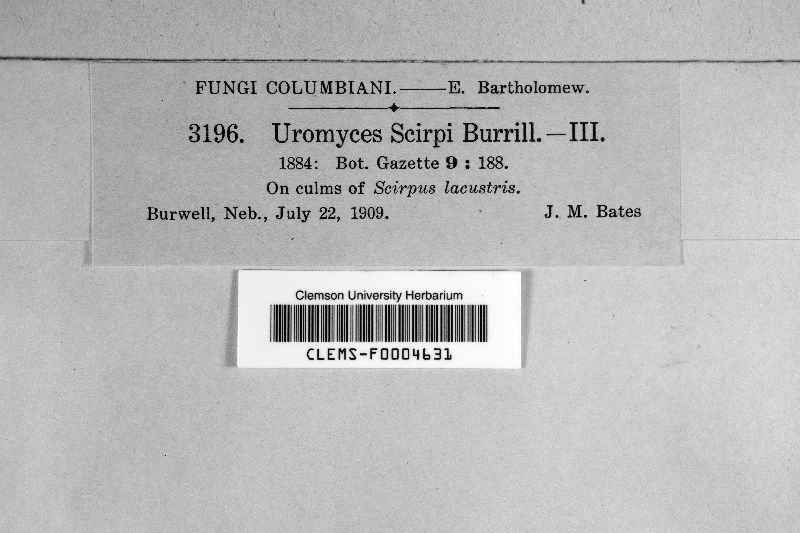 FUNGI COLUMBIANI.——E. Bartholomew.
3196. Uromyces Scirpi Burrill.—III.
1884: Bot. Gazette 9 : 188.
On culms of Scirpus lacustris.
Burwell, Neb., July 22, 1909. J. M. Bates
Clemson University Herbarium
CLEMS-F0004631